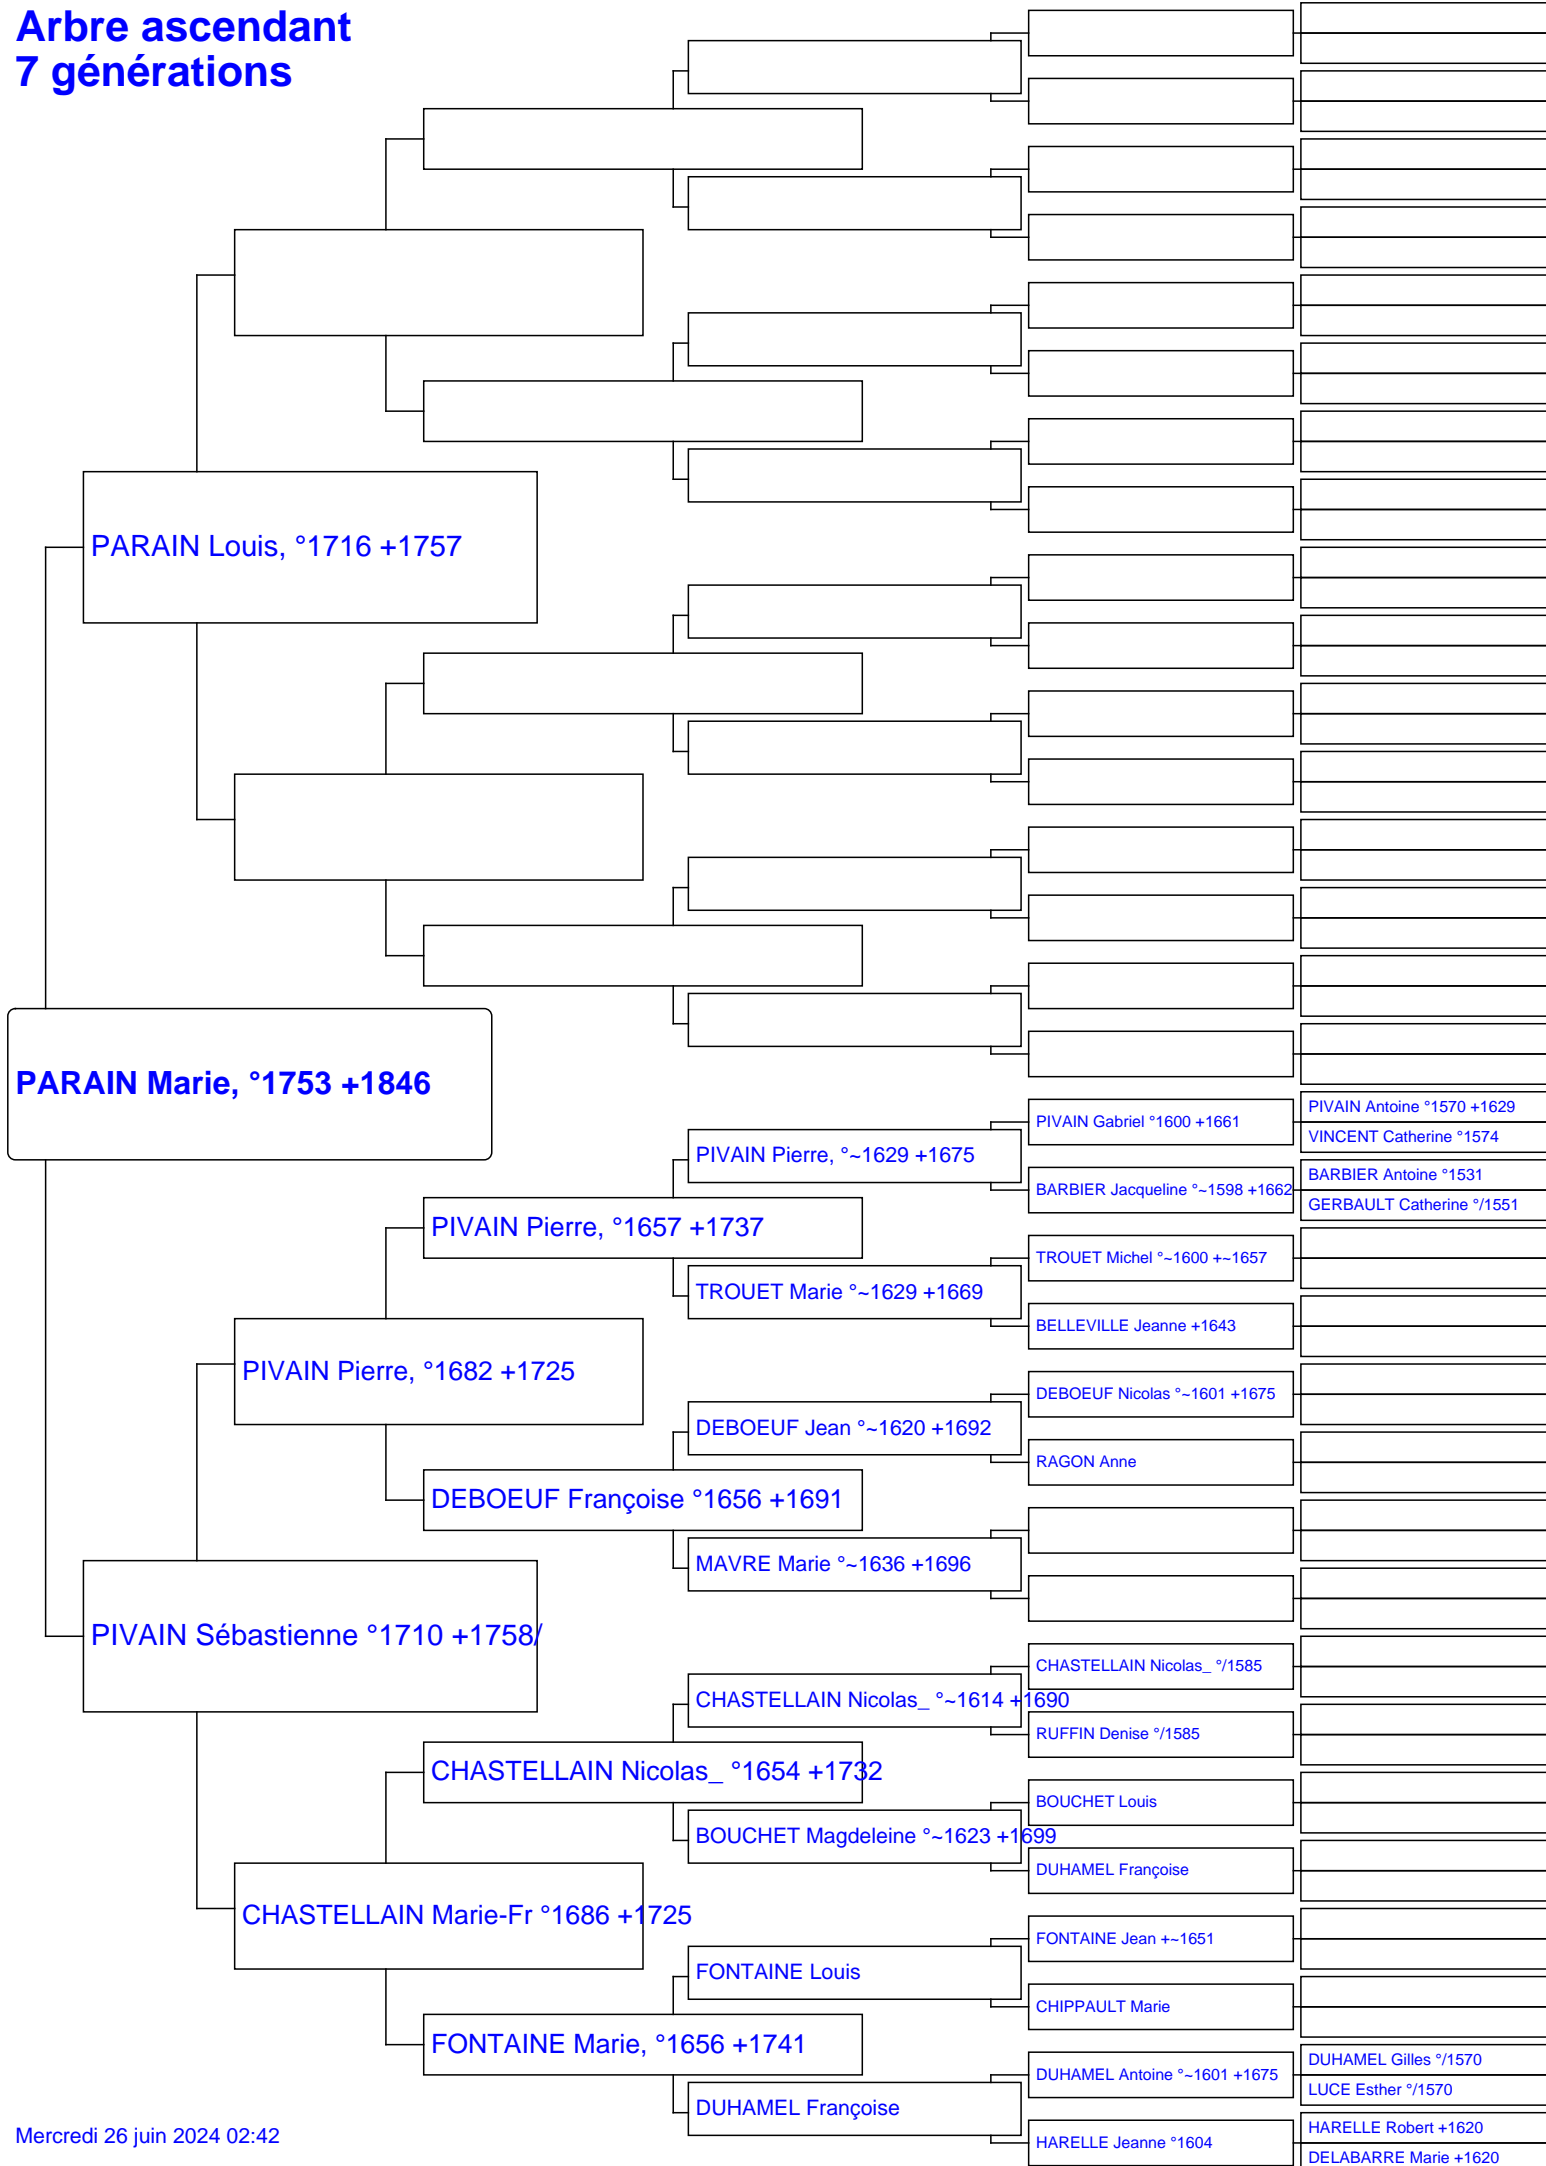 Arbre ascendant
7 générations
PARAIN Louis, °1716 +1757
PARAIN Marie, °1753 +1846
PIVAIN Gabriel °1600 +1661
PIVAIN Antoine °1570 +1629
VINCENT Catherine °1574
PIVAIN Pierre, °~1629 +1675
BARBIER Jacqueline °~1598 +1662
BARBIER Antoine °1531
GERBAULT Catherine °/1551
PIVAIN Pierre, °1657 +1737
TROUET Michel °~1600 +~1657
TROUET Marie °~1629 +1669
BELLEVILLE Jeanne +1643
PIVAIN Pierre, °1682 +1725
DEBOEUF Nicolas °~1601 +1675
DEBOEUF Jean °~1620 +1692
RAGON Anne
DEBOEUF Françoise °1656 +1691
MAVRE Marie °~1636 +1696
PIVAIN Sébastienne °1710 +1758/
CHASTELLAIN Nicolas_ °/1585
CHASTELLAIN Nicolas_ °~1614 +1690
RUFFIN Denise °/1585
CHASTELLAIN Nicolas_ °1654 +1732
BOUCHET Louis
BOUCHET Magdeleine °~1623 +1699
DUHAMEL Françoise
CHASTELLAIN Marie-Fr °1686 +1725
FONTAINE Jean +~1651
FONTAINE Louis
CHIPPAULT Marie
FONTAINE Marie, °1656 +1741
DUHAMEL Antoine °~1601 +1675
DUHAMEL Gilles °/1570
LUCE Esther °/1570
DUHAMEL Françoise
HARELLE Jeanne °1604
HARELLE Robert +1620
DELABARRE Marie +1620
Mercredi 26 juin 2024 02:42